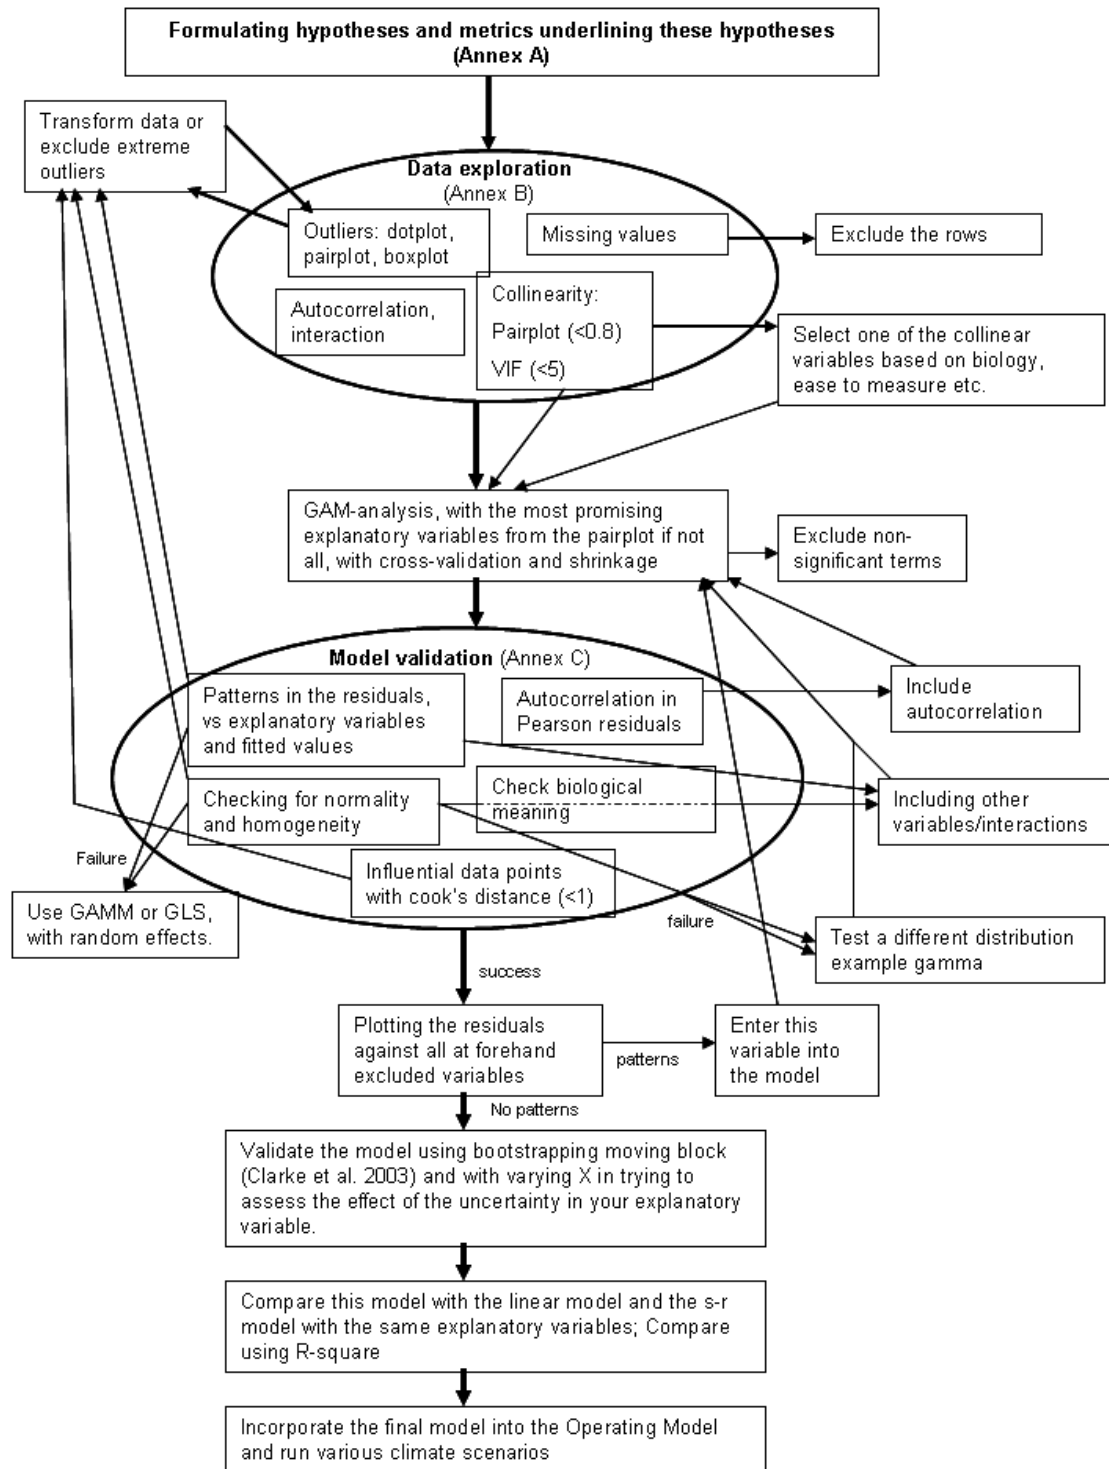 Formulating hypotheses and metrics underlining these hypotheses
(Annex A)
Transform data or
exclude extreme
outliers
Data exploration
(Annex B)
Outliers: dotplot,
pairplot, boxplot
Missing values
Exclude the rows
Autocorrelation,
interaction
Collinearity:
Pairplot (<0.8)
VIF (<5)
Select one of the collinear
variables based on biology,
ease to measure etc.
GAM-analysis, with the most promising
explanatory variables from the pairplot if not
all, with cross-validation and shrinkage
Exclude non-
significant terms
Model validation (Annex C)
Patterns in the residuals,
vs explanatory variables
and fitted values
Autocorrelation in
Pearson residuals
Include
autocorrelation
Checking for normality
and homogeneity
Check biological
meaning
Including other
variables/interactions
Failure
Influential data points
with cook's distance (<1)
Use GAMM or GLS,
with random effects.
failure
Test a different distribution
example gamma
success
Plotting the residuals
against all at forehand
excluded variables
patterns
Enter this
variable into
the model
No patterns
Validate the model using bootstrapping moving block
(Clarke et al. 2003) and with varying X in trying to
assess the effect of the uncertainty in your explanatory
variable.
Compare this model with the linear model and the s-r
model with the same explanatory variables; Compare
using R-square
Incorporate the final model into the Operating Model
and run various climate scenarios